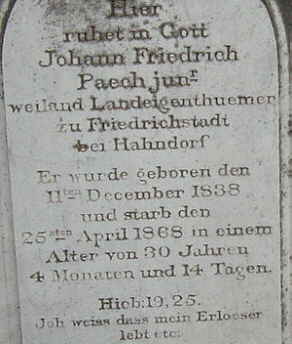 Hier
ruhet in Gott
Johann Friedrich
Paech junr
weiland Landeigenthuemer
zu Friedrichstadt
bei Hahndorf
Er wurde geboren den
11ten December 1838
und starb den
25sten April 1868 in einem
Alter von 30 Jahren
4 Monaten und 14 Tagen.
Hiob: 19, 25.
Ich weiss dass mein Erloeser
lebt etc.